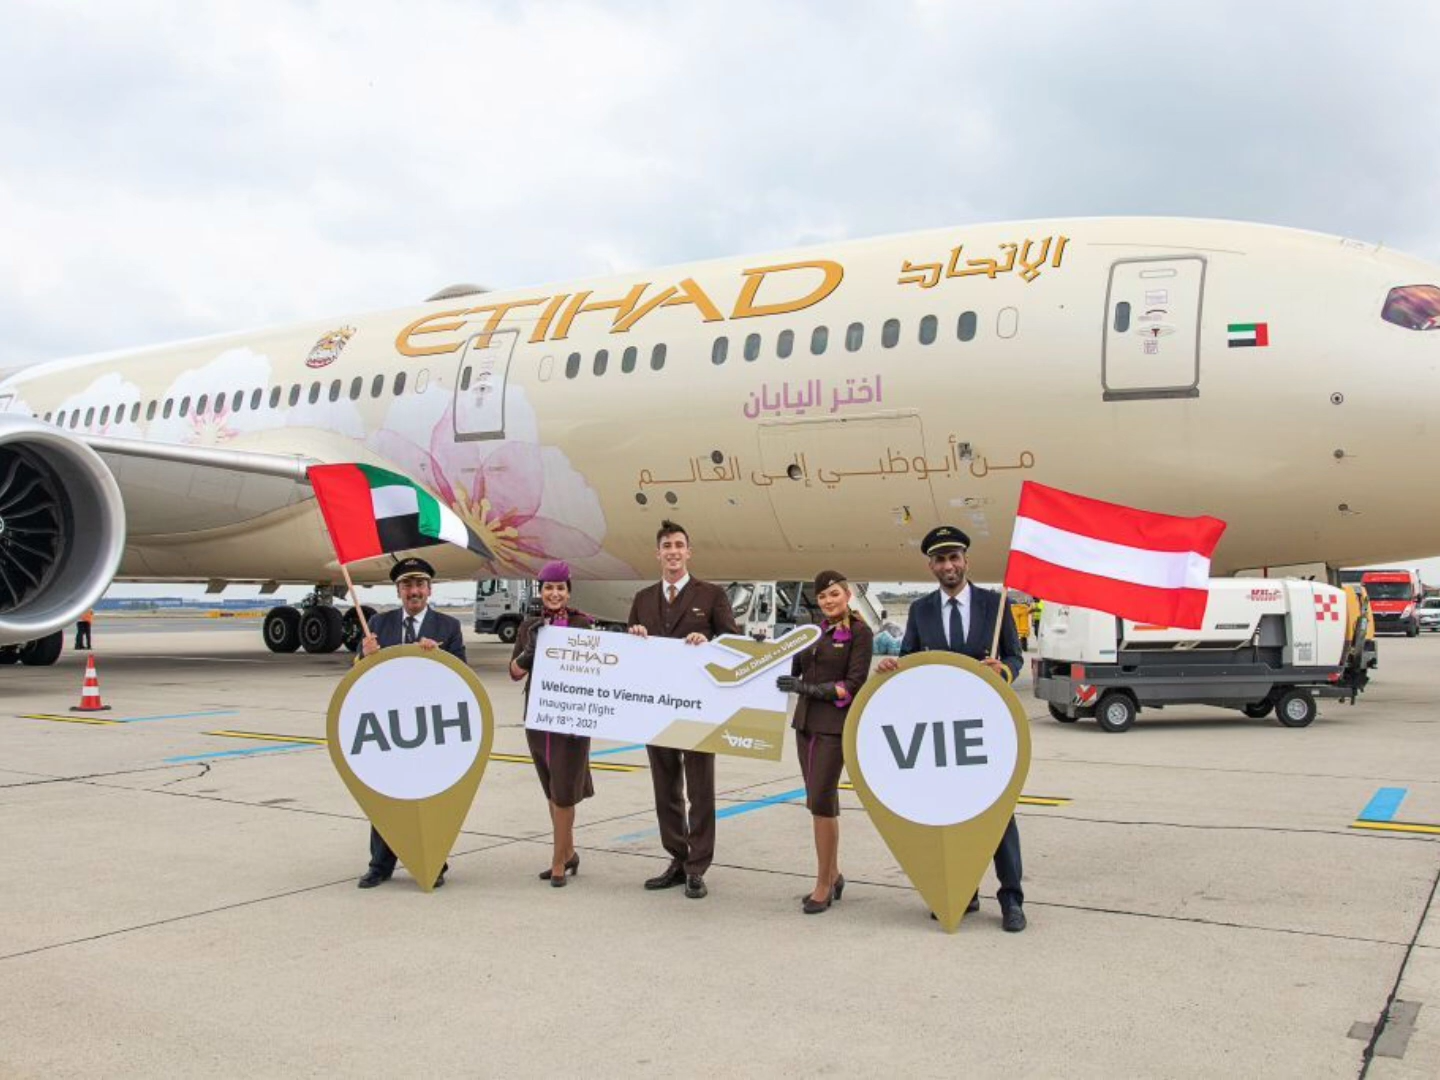 ETIHAD الاتحاد
اختر اليابان
من أبوظبي إلى العالم
الاتحاد
ETIHAD
AIRWAYS
Abu Dhabi ↔ Vienna
Welcome to Vienna Airport
Inaugural flight
July 18th, 2021
VIE
AUH
VIE